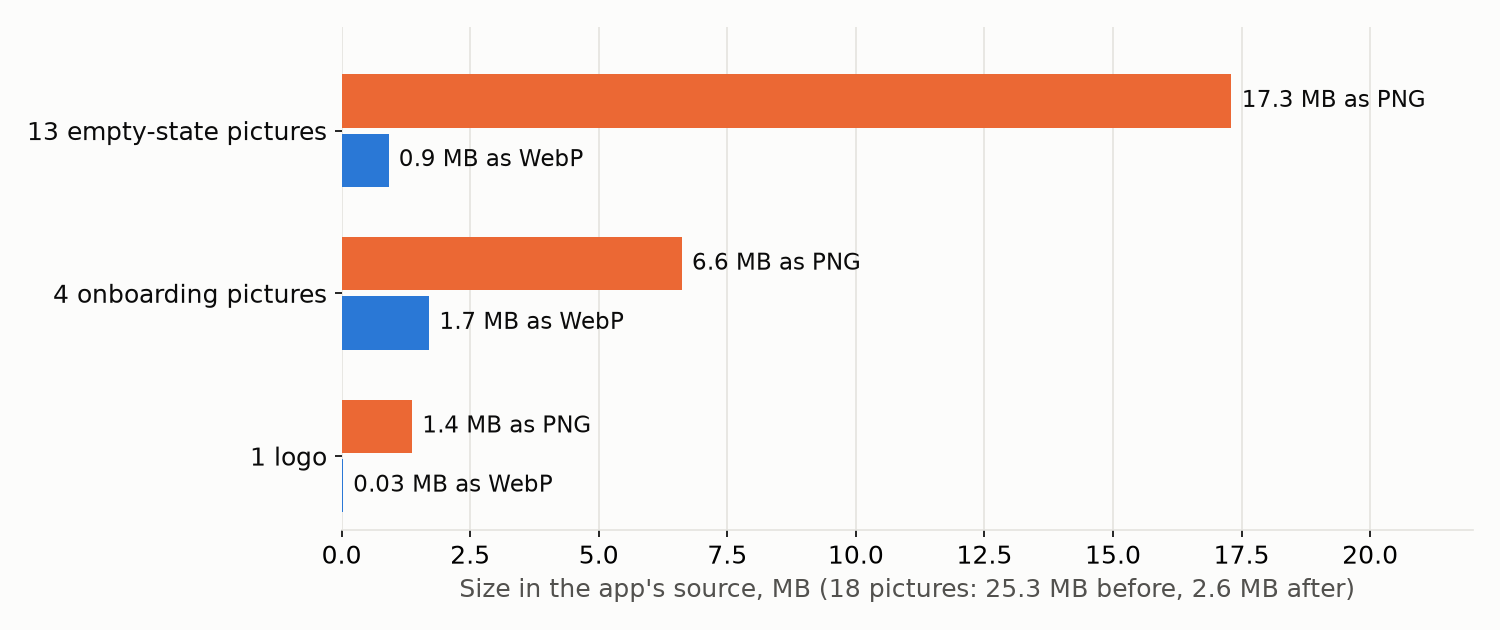 17.3 MB as PNG
13 empty-state pictures
0.9 MB as WebP
6.6 MB as PNG
4 onboarding pictures
1.7 MB as WebP
1.4 MB as PNG
1 logo
0.03 MB as WebP
0.0 2.5 5.0 7.5 10.0 12.5 15.0 17.5 20.0
Size in the app's source, MB (18 pictures: 25.3 MB before, 2.6 MB after)